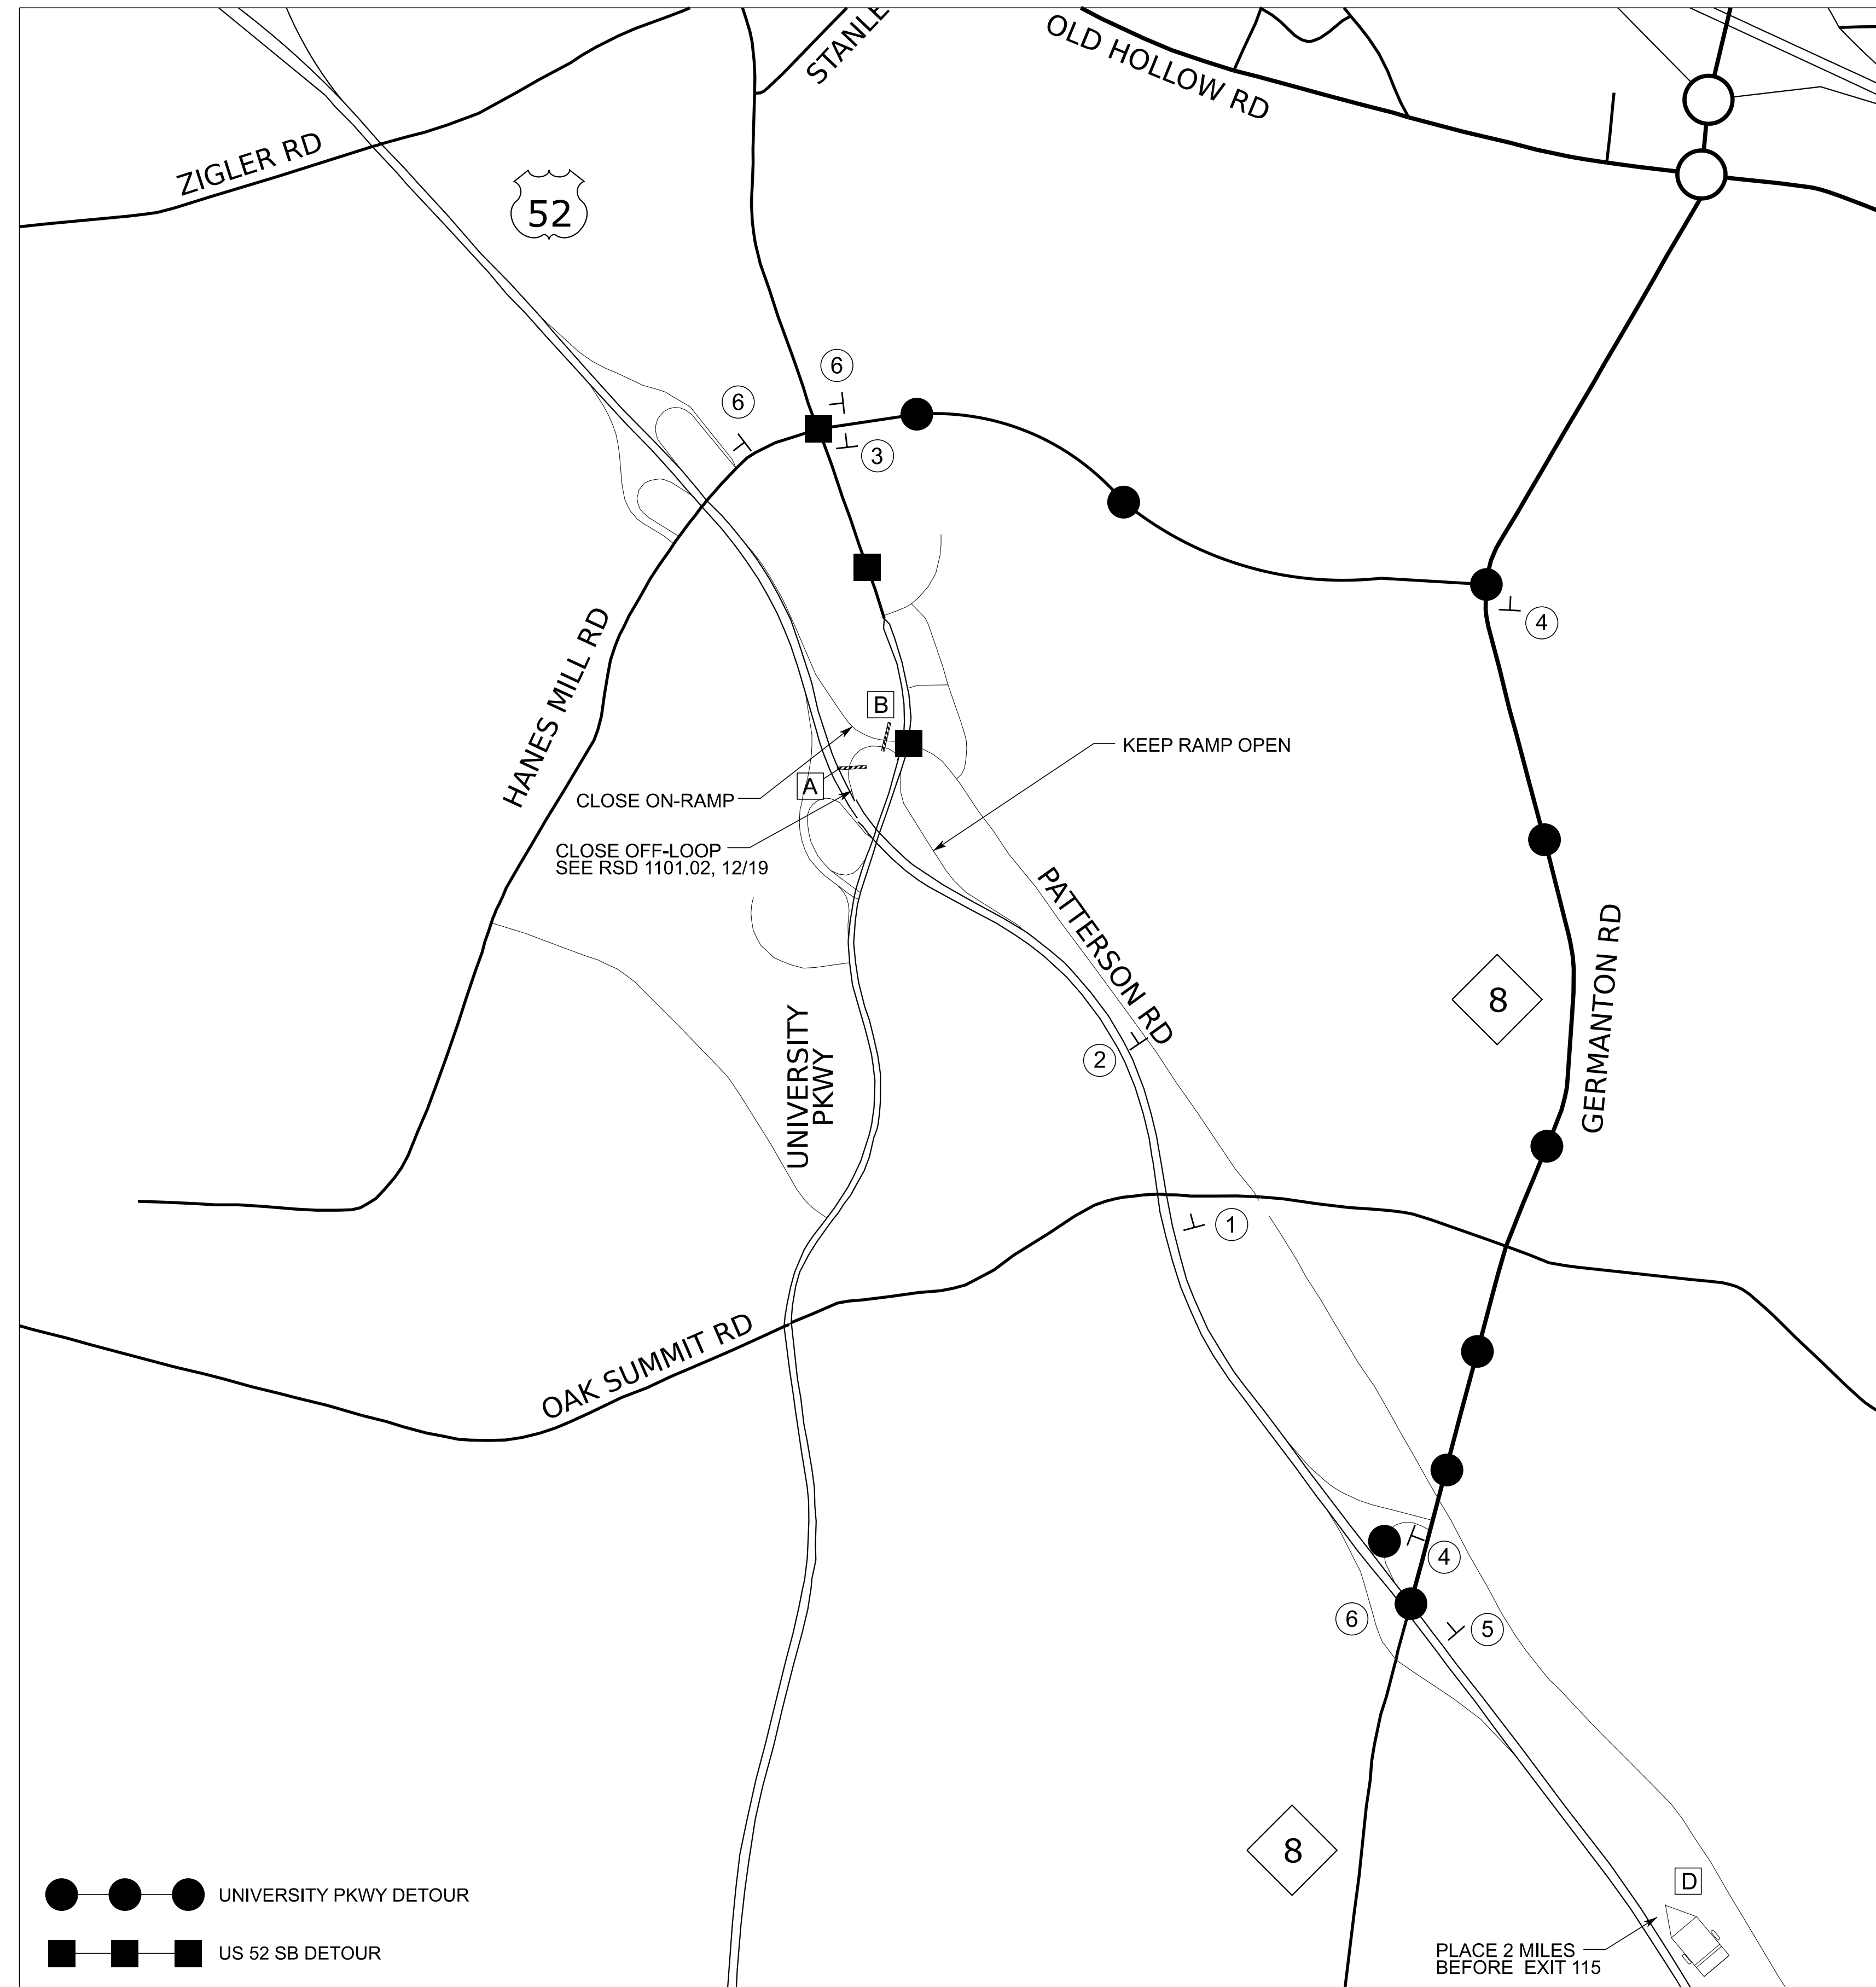 STANLE
OLD HOLLOW RD
ZIGLER RD
52
6
6
3
4
HANES MILL RD
B
KEEP RAMP OPEN
A
CLOSE ON-RAMP
CLOSE OFF-LOOP
SEE RSD 1101.02, 12/19
PATTERSON RD
8
GERMANTON RD
UNIVERSITY
PKWY
2
1
OAK SUMMIT RD
4
6
5
8
D
UNIVERSITY PKWY DETOUR
US 52 SB DETOUR
PLACE 2 MILES
BEFORE EXIT 115